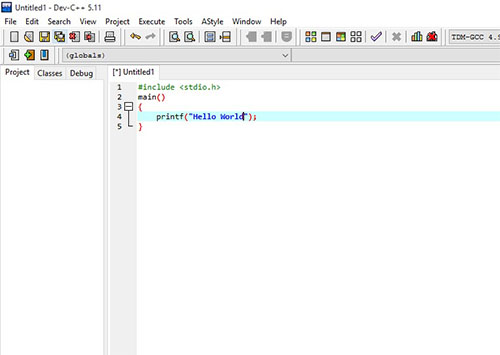 Untitled1 - Dev-C++ 5.11
File Edit Search View Project Execute Tools AStyle Window Help
TDM-GCC 4.
(globals)
Project Classes Debug [*] Untitled1
1 #include <stdio.h>
2 main()
3 {
4 printf("Hello World");
5 }